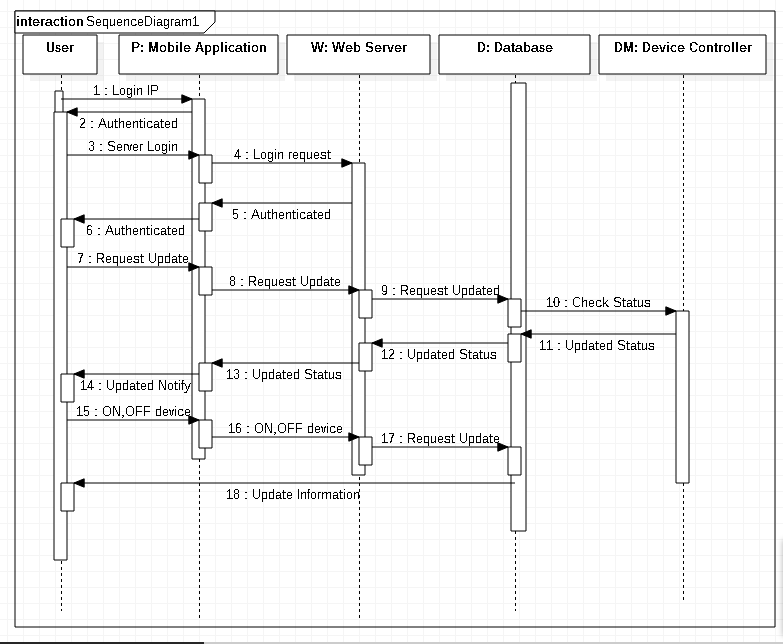 interaction SequenceDiagram1
User
P: Mobile Application
W: Web Server
D: Database
DM: Device Controller
1 : Login IP
2 : Authenticated
3 : Server Login
4 : Login request
5 : Authenticated
6 : Authenticated
7 : Request Update
8 : Request Update
9 : Request Updated
10 : Check Status
11 : Updated Status
12 : Updated Status
13 : Updated Status
14 : Updated Notify
15 : ON,OFF device
16 : ON,OFF device
17 : Request Update
18 : Update Information